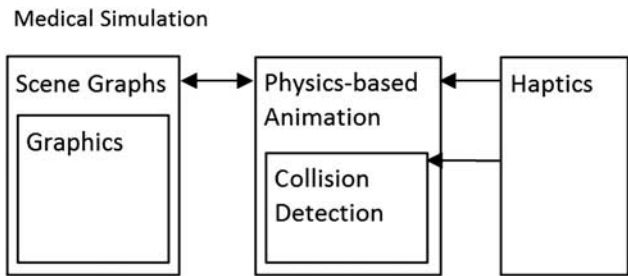 Medical Simulation
Scene Graphs
Graphics
Physics-based
Animation
Collision
Detection
Haptics